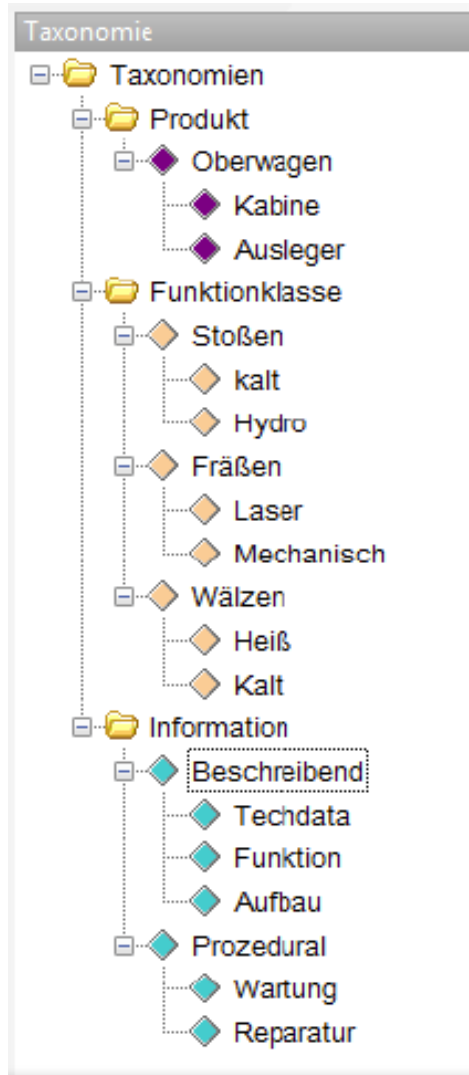 Taxonomie
Taxonomien
Produkt
Oberwagen
Kabine
Ausleger
Funktionklasse
Stoßen
kalt
Hydro
Fräßen
Laser
Mechanisch
Wälzen
Heiß
Kalt
Information
Beschreibend
Techdata
Funktion
Aufbau
Prozedural
Wartung
Reparatur